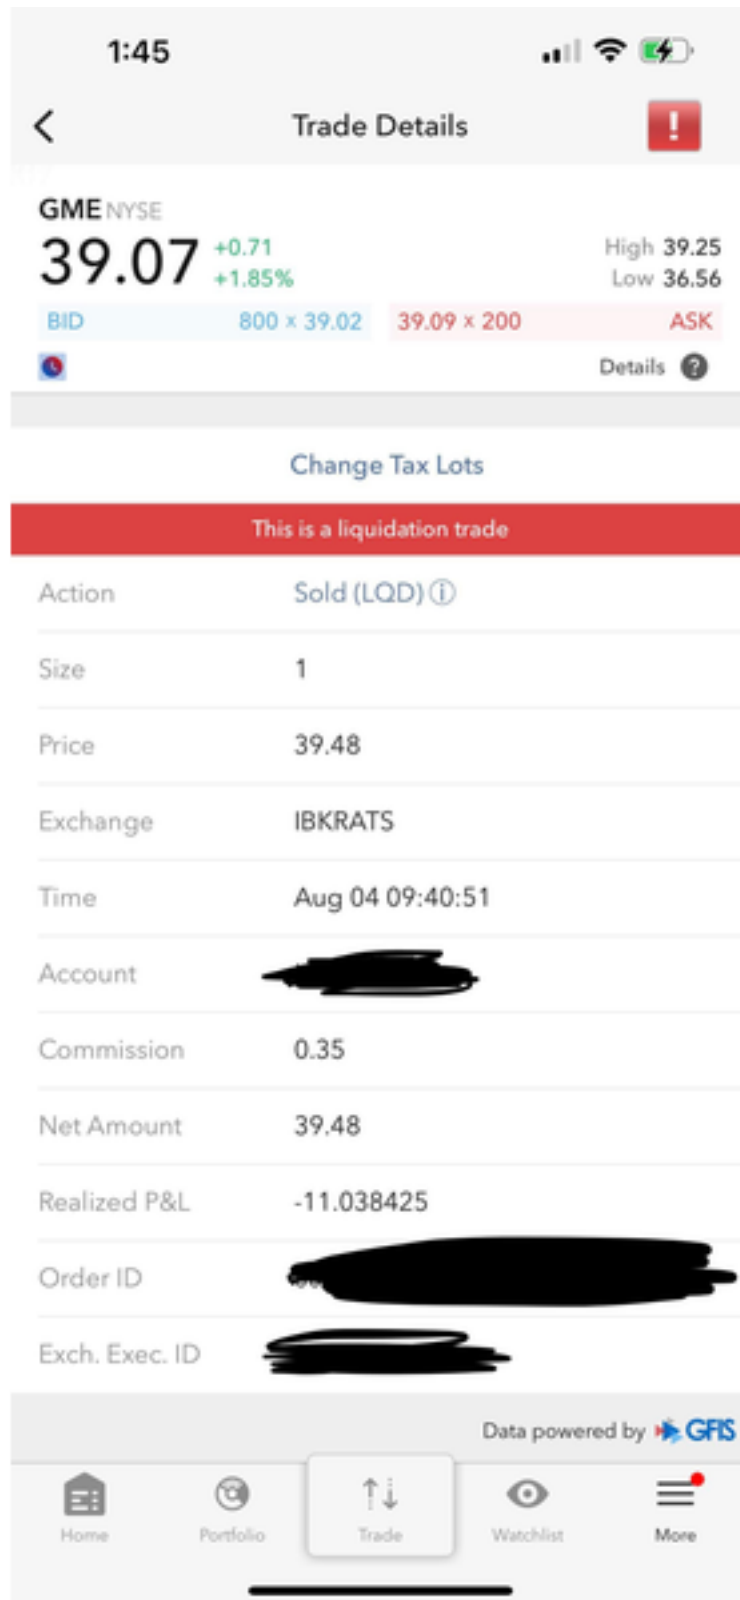 1:45
Trade Details
!
GME NYSE
39.07 +0.71 High 39.25
+1.85% Low 36.56
BID 800 × 39.02 39.09 × 200 ASK
Details ?
Change Tax Lots
This is a liquidation trade
Action Sold (LQD) i
Size 1
Price 39.48
Exchange IBKRATS
Time Aug 04 09:40:51
Account
Commission 0.35
Net Amount 39.48
Realized P&L -11.038425
Order ID
Exch. Exec. ID
Data powered by GFIS
Home Portfolio Trade Watchlist More